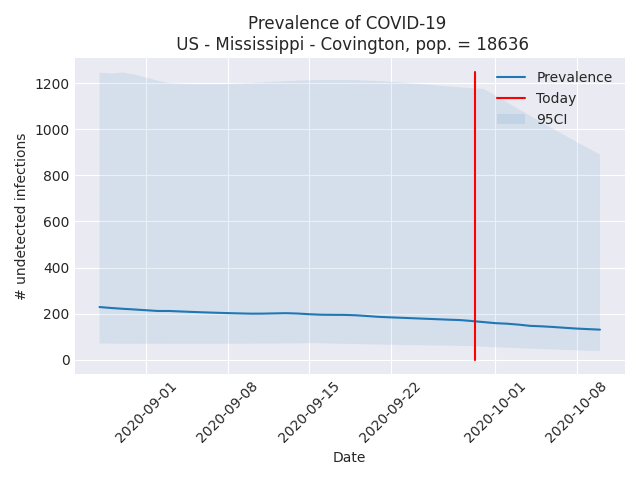 Prevalence of COVID-19
US - Mississippi - Covington, pop. = 18636
Prevalence
Today
95CI
1200
1000
800
600
400
200
0
# undetected infections
2020-09-01
2020-09-08
2020-09-15
2020-09-22
2020-10-01
2020-10-08
Date